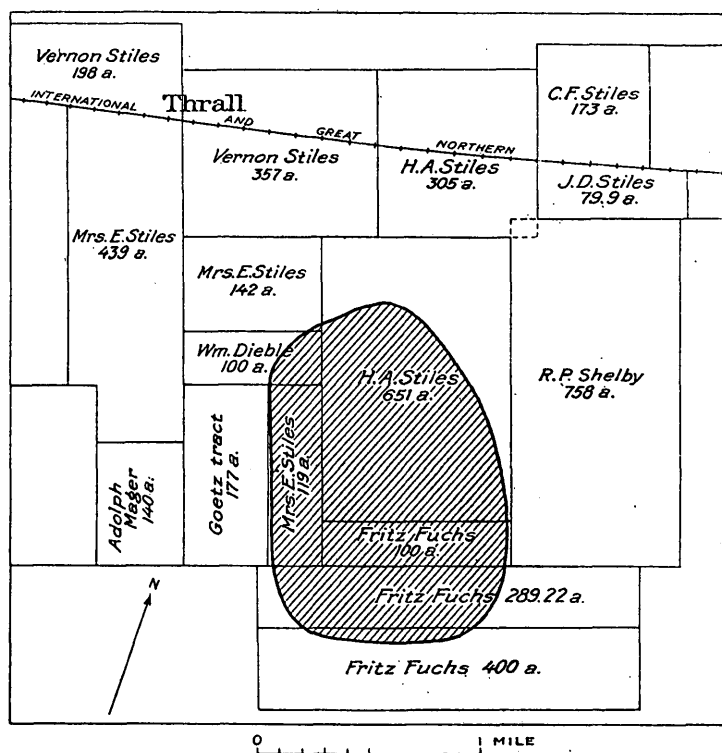 Vernon Stiles
198 a.
INTERNATIONAL AND GREAT NORTHERN
Thrall
C.F. Stiles
173 a.
Vernon Stiles
357 a.
H.A. Stiles
305 a.
J.D. Stiles
79.9 a.
Mrs. E. Stiles
439 a.
Mrs. E. Stiles
142 a.
Wm. Dieble
100 a.
H.A. Stiles
651 a.
R.P. Shelby
758 a.
Adolph
Mager
140 a.
Goetz tract
177 a.
Mrs. E. Stiles
119 a.
Fritz Fuchs
100 a.
Fritz Fuchs 289.22 a.
Fritz Fuchs 400 a.
N
0 1 MILE